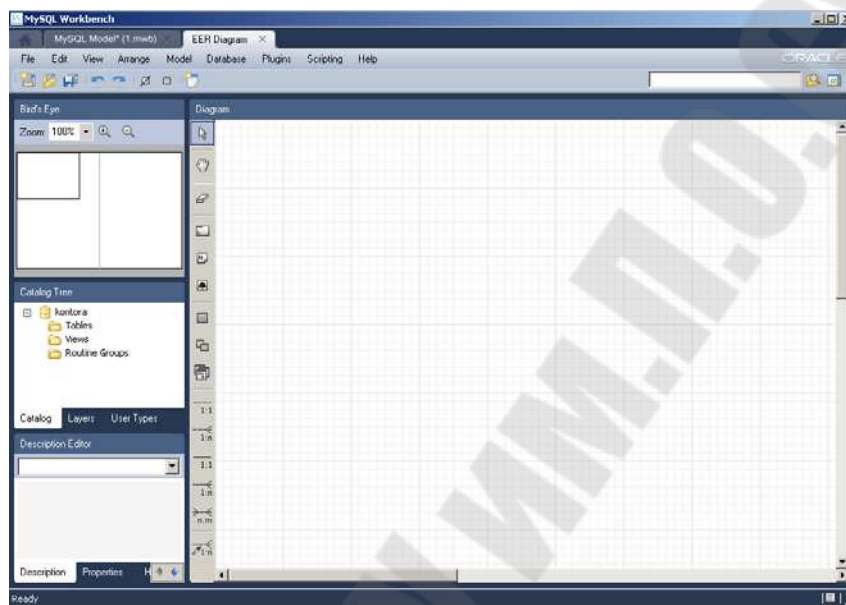 MySQL Workbench
MySQL Model* (1.mwb)
EER Diagram
File Edit View Arrange Model Database Plugins Scripting Help
ORACLE
Bird's Eye
Zoom: 100%
Diagram
Catalog Tree
kontora
Tables
Views
Routine Groups
Catalog Layers User Types
Description Editor
Description Properties H
1:1
1:n
1:1
1:n
n:m
1:n
Ready
ИМ.П.О.